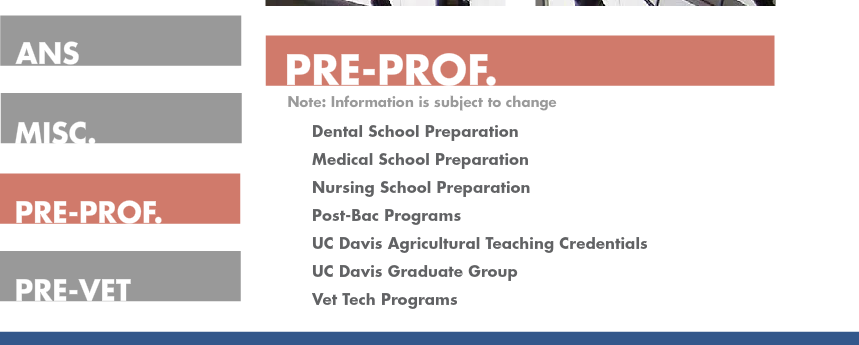 ANS
MISC.
PRE-PROF.
PRE-VET
PRE-PROF.
Note: Information is subject to change
Dental School Preparation
Medical School Preparation
Nursing School Preparation
Post-Bac Programs
UC Davis Agricultural Teaching Credentials
UC Davis Graduate Group
Vet Tech Programs